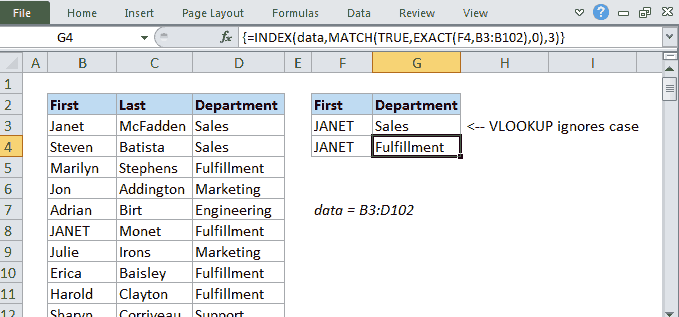 File Home Insert Page Layout Formulas Data Review View
G4 fx {=INDEX(data,MATCH(TRUE,EXACT(F4,B3:B102),0),3)}
A B C D E F G H I
1
2 First Last Department First Department
3 Janet McFadden Sales JANET Sales <-- VLOOKUP ignores case
4 Steven Batista Sales JANET Fulfillment
5 Marilyn Stephens Fulfillment
6 Jon Addington Marketing
7 Adrian Birt Engineering data = B3:D102
8 JANET Monet Fulfillment
9 Julie Irons Marketing
10 Erica Baisley Fulfillment
11 Harold Clayton Fulfillment
12 Sharyn Corriveau Support